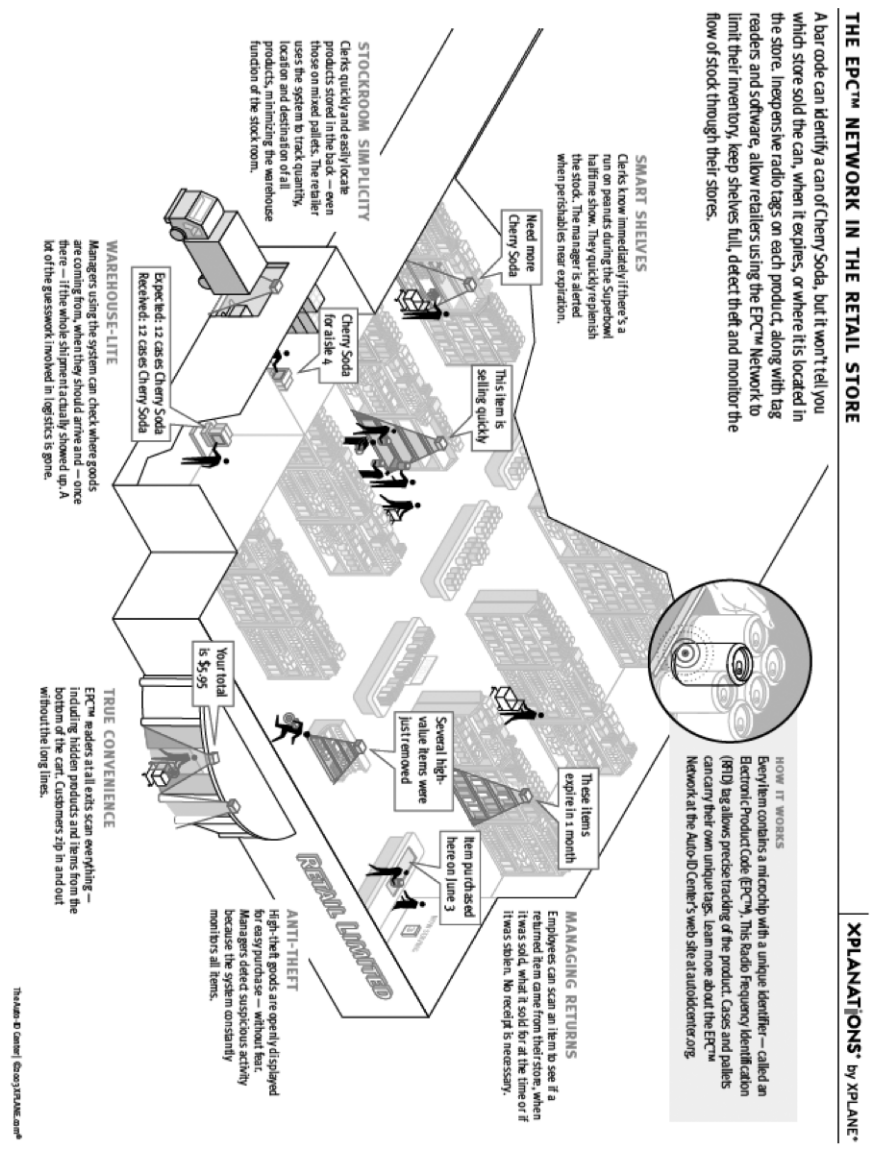 THE EPC™ NETWORK IN THE RETAIL STORE
XPLANATiONS® by XPLANE®
A bar code can identify a can of Cherry Soda, but it won't tell you
which store sold the can, when it expires, or where it is located in
the store. Inexpensive radio tags on each product, along with tag
readers and software, allow retailers using the EPC™ Network to
limit their inventory, keep shelves full, detect theft and monitor the
flow of stock through their stores.
HOW IT WORKS
Every item contains a microchip with a unique identifier — called an
Electronic Product Code (EPC™). This Radio Frequency Identification
(RFID) tag allows precise tracking of the product. Cases and pallets
can carry their own unique tags. Learn more about the EPC™
Network at the Auto-ID Center's web site at autoidcenter.org.
SMART SHELVES
Clerks know immediately if there's a
run on peanuts during the Superbowl
halftime show. They quickly replenish
the stock. The manager is alerted
when perishables near expiration.
Need more
Cherry Soda
This item is
selling quickly
These items
expire in 1 month
MANAGING RETURNS
Employees can scan an item to see if a
returned item came from their store, when
it was sold, what it sold for at the time or if
it was stolen. No receipt is necessary.
Several high-
value items were
just removed
Item purchased
here on June 3
STOCKROOM SIMPLICITY
Clerks quickly and easily locate
products stored in the back — even
those on mixed pallets. The retailer
uses the system to track quantity,
location and destination of all
products, minimizing the warehouse
function of the stock room.
Cherry Soda
for aisle 4
RETAIL LIMITED
ANTI-THEFT
High-theft goods are openly displayed
for easy purchase — without fear.
Managers detect suspicious activity
because the system constantly
monitors all items.
Your total
is $5.95
Expected: 12 cases Cherry Soda
Received: 12 cases Cherry Soda
WAREHOUSE-LITE
Managers using the system can check where goods
are coming from, when they should arrive and — once
there — if the whole shipment actually showed up. A
lot of the guesswork involved in logistics is gone.
TRUE CONVENIENCE
EPC™ readers at all exits scan everything —
including hidden products and items from the
bottom of the cart. Customers zip in and out
without the long lines.
The Auto-ID Center | ©2003 XPLANE.com®